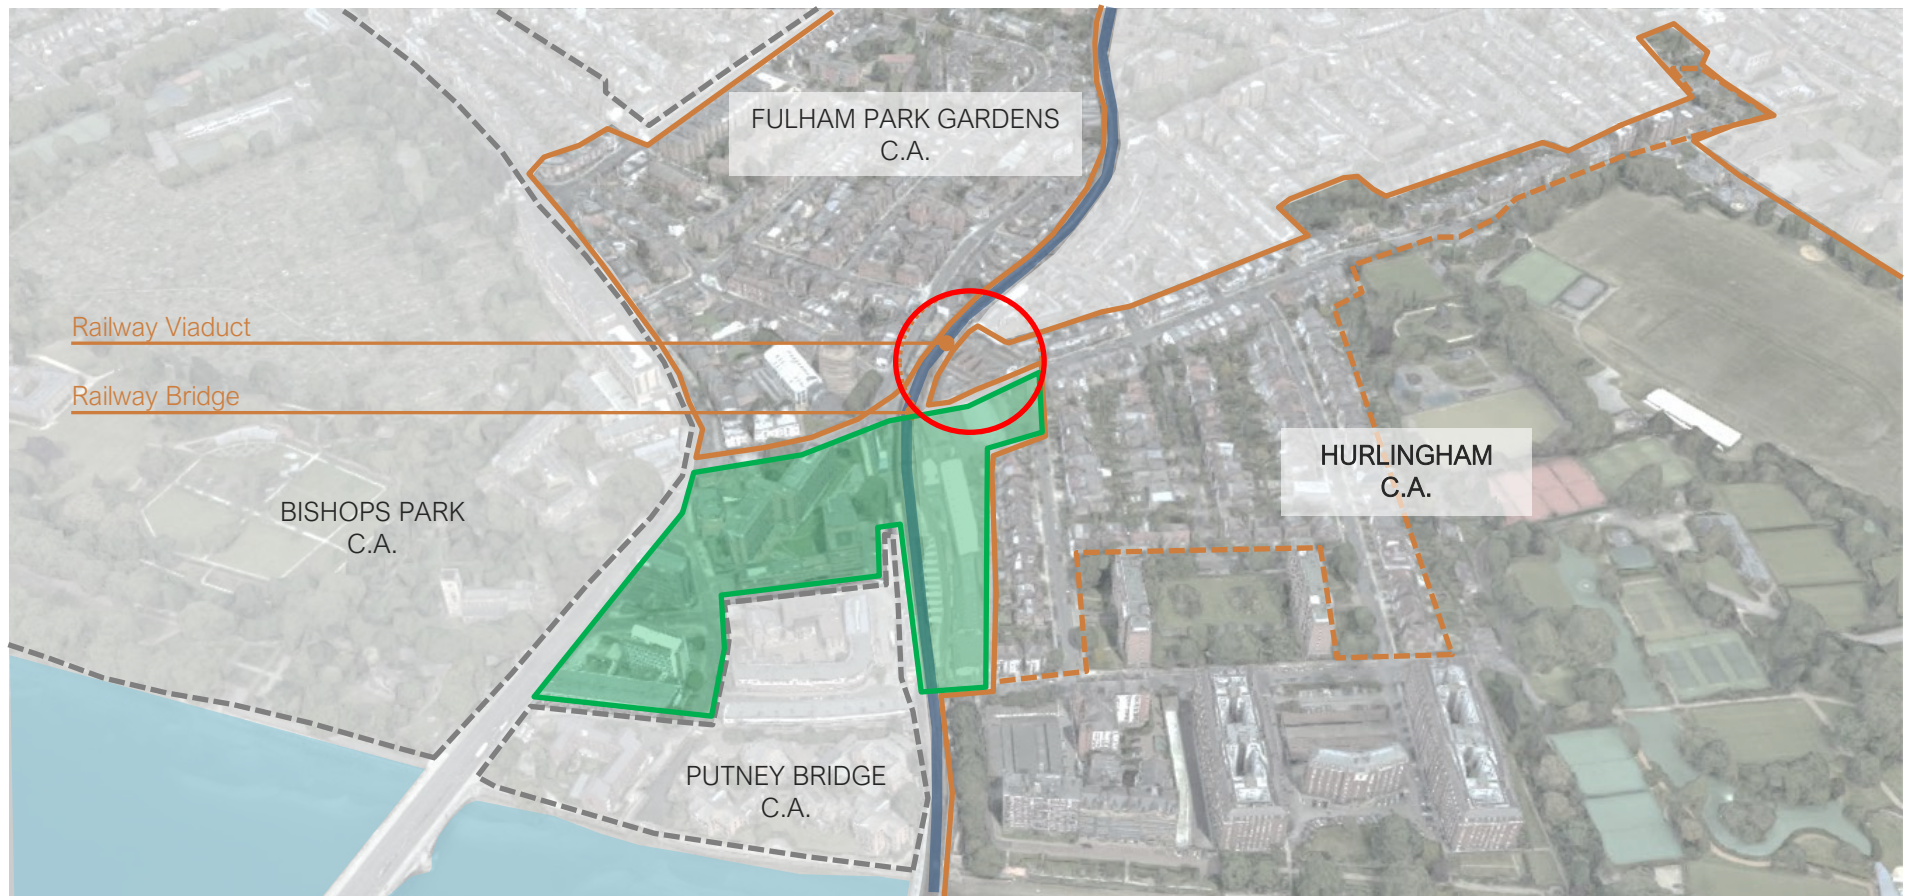 FULHAM PARK GARDENS
C.A.
Railway Viaduct
Railway Bridge
HURLINGHAM
C.A.
BISHOPS PARK
C.A.
PUTNEY BRIDGE
C.A.